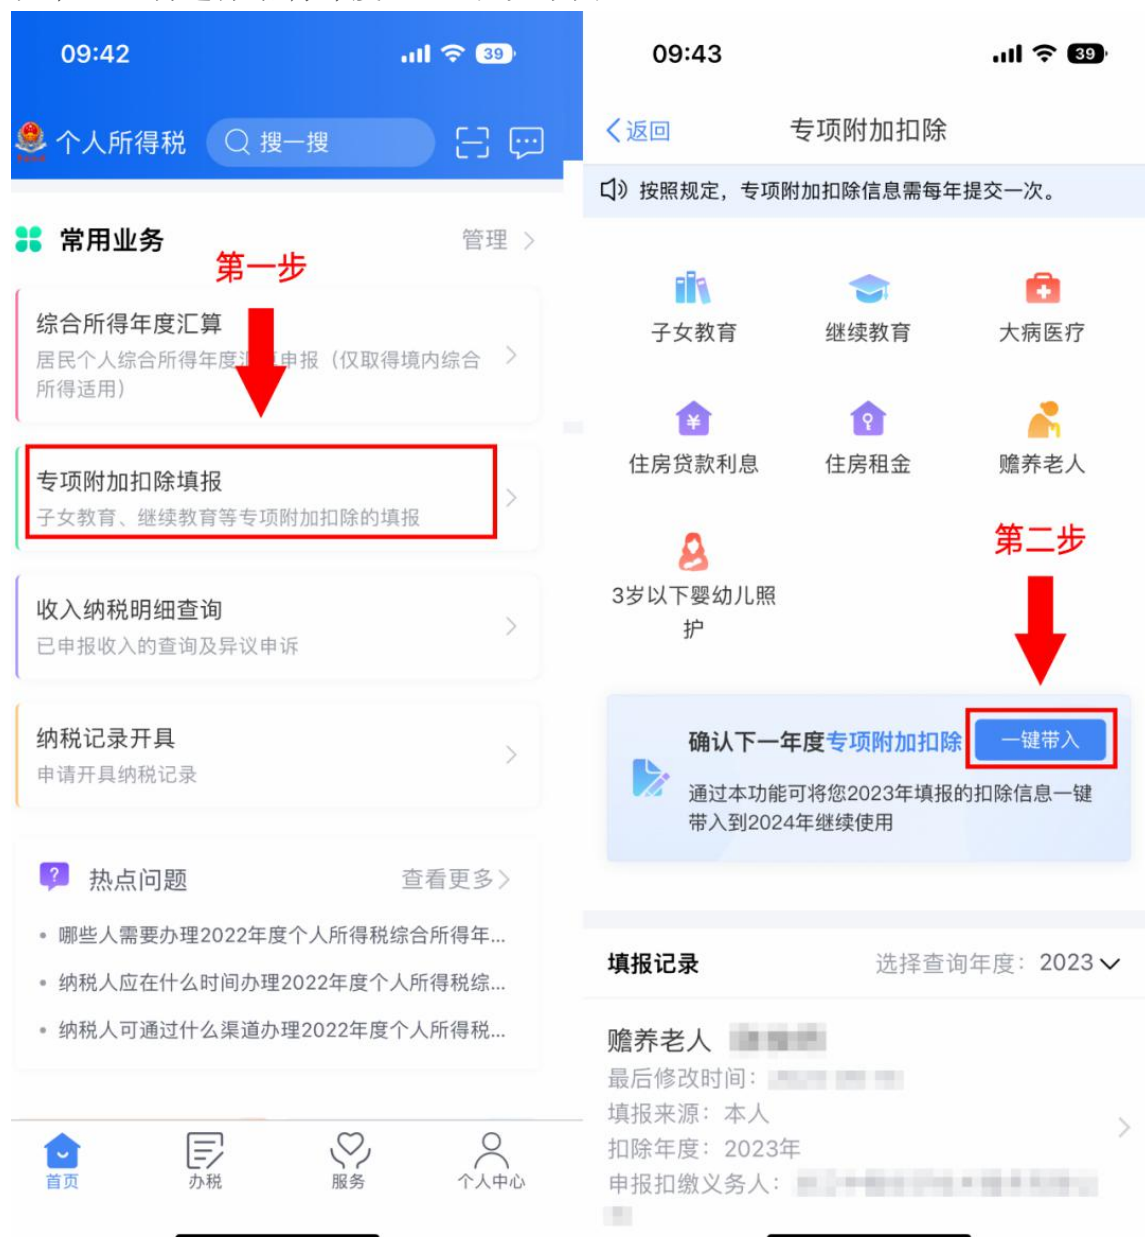 09:42
39
个人所得税
搜一搜
常用业务
管理
第一步
综合所得年度汇算
居民个人综合所得年度申报（仅取得境内综合
所得适用）
专项附加扣除填报
子女教育、继续教育等专项附加扣除的填报
收入纳税明细查询
已申报收入的查询及异议申诉
纳税记录开具
申请开具纳税记录
热点问题
查看更多
• 哪些人需要办理2022年度个人所得税综合所得年...
• 纳税人应在什么时间办理2022年度个人所得税综...
• 纳税人可通过什么渠道办理2022年度个人所得税...
首页
办税
服务
个人中心
09:43
39
返回
专项附加扣除
按照规定，专项附加扣除信息需每年提交一次。
子女教育
继续教育
大病医疗
住房贷款利息
住房租金
赡养老人
第二步
3岁以下婴幼儿照
护
确认下一年度专项附加扣除
一键带入
通过本功能可将您2023年填报的扣除信息一键
带入到2024年继续使用
填报记录
选择查询年度：2023
赡养老人
最后修改时间：
填报来源：本人
扣除年度：2023年
申报扣缴义务人：